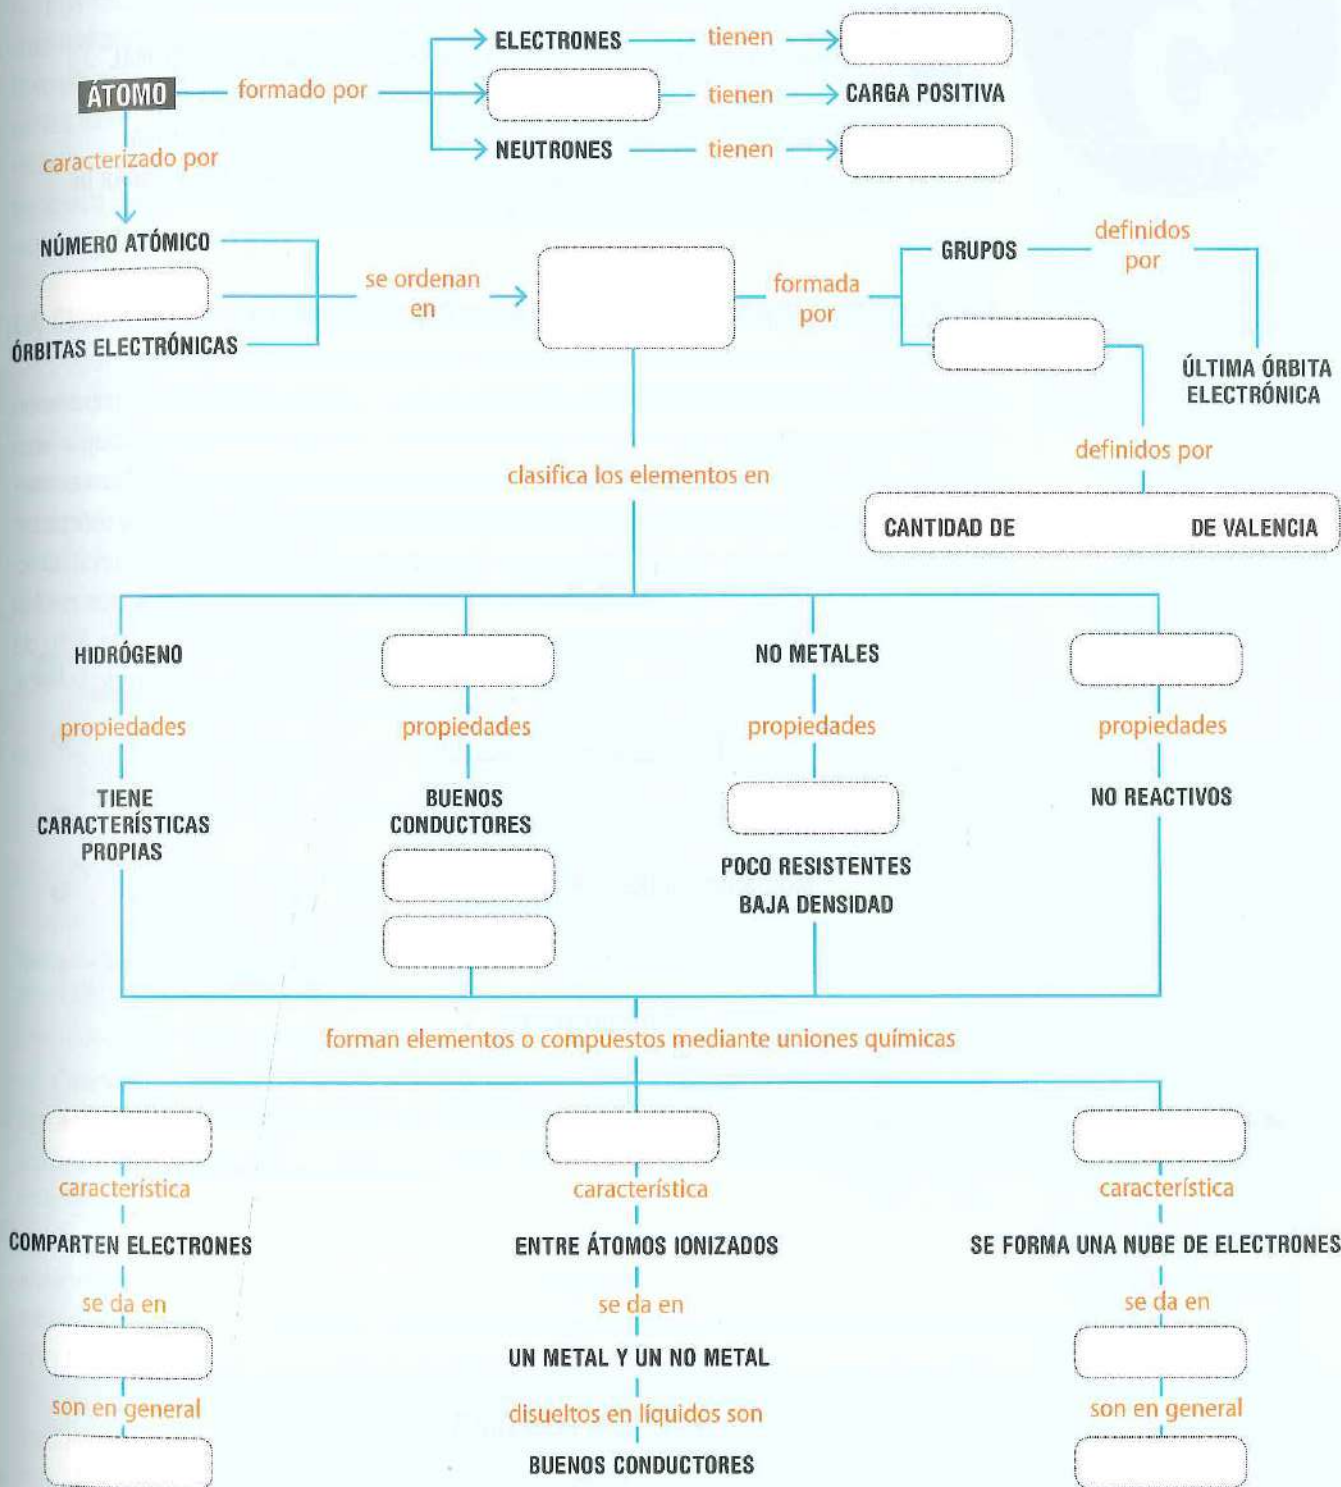 ELECTRONES tienen
ÁTOMO formado por tienen CARGA POSITIVA
NEUTRONES tienen
caracterizado por
NÚMERO ATÓMICO
ÓRBITAS ELECTRÓNICAS
se ordenan
en
formada
por
GRUPOS
definidos
por
ÚLTIMA ÓRBITA
ELECTRÓNICA
definidos por
CANTIDAD DE DE VALENCIA
clasifica los elementos en
HIDRÓGENO
propiedades
TIENE
CARACTERÍSTICAS
PROPIAS
propiedades
BUENOS
CONDUCTORES
NO METALES
propiedades
POCO RESISTENTES
BAJA DENSIDAD
propiedades
NO REACTIVOS
forman elementos o compuestos mediante uniones químicas
característica
COMPARTEN ELECTRONES
se da en
son en general
característica
ENTRE ÁTOMOS IONIZADOS
se da en
UN METAL Y UN NO METAL
disueltos en líquidos son
BUENOS CONDUCTORES
característica
SE FORMA UNA NUBE DE ELECTRONES
se da en
son en general